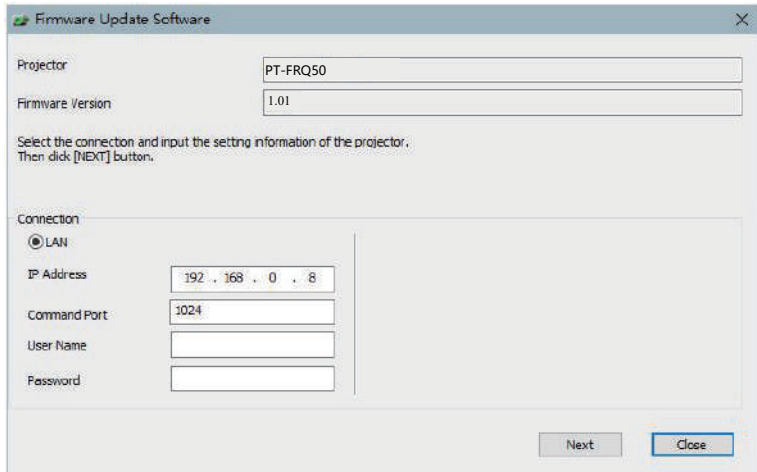 Firmware Update Software
Projector PT-FRQ50
Firmware Version 1.01
Select the connection and input the setting information of the projector.
Then click [NEXT] button.
Connection
LAN
IP Address 192 . 168 . 0 . 8
Command Port 1024
User Name
Password
Next Close